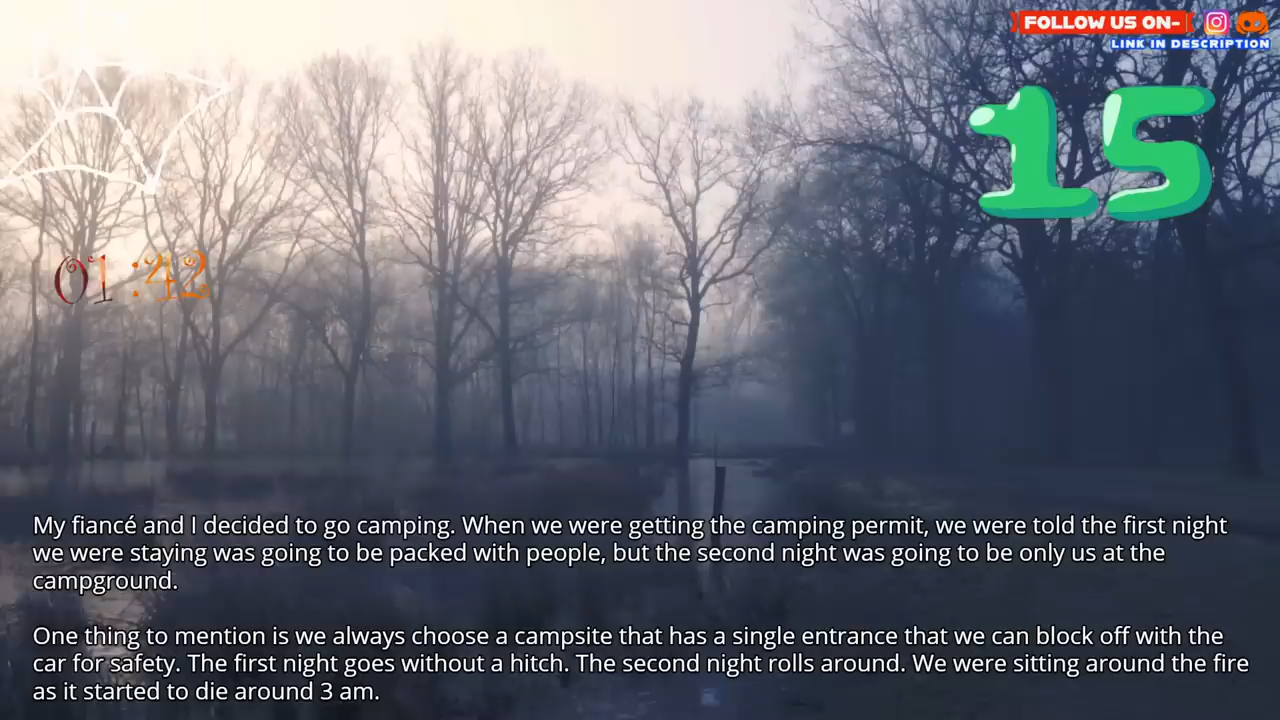 FOLLOW US ON-
LINK IN DESCRIPTION
15
01:42
My fiancé and I decided to go camping. When we were getting the camping permit, we were told the first night
we were staying was going to be packed with people, but the second night was going to be only us at the
campground.
One thing to mention is we always choose a campsite that has a single entrance that we can block off with the
car for safety. The first night goes without a hitch. The second night rolls around. We were sitting around the fire
as it started to die around 3 am.